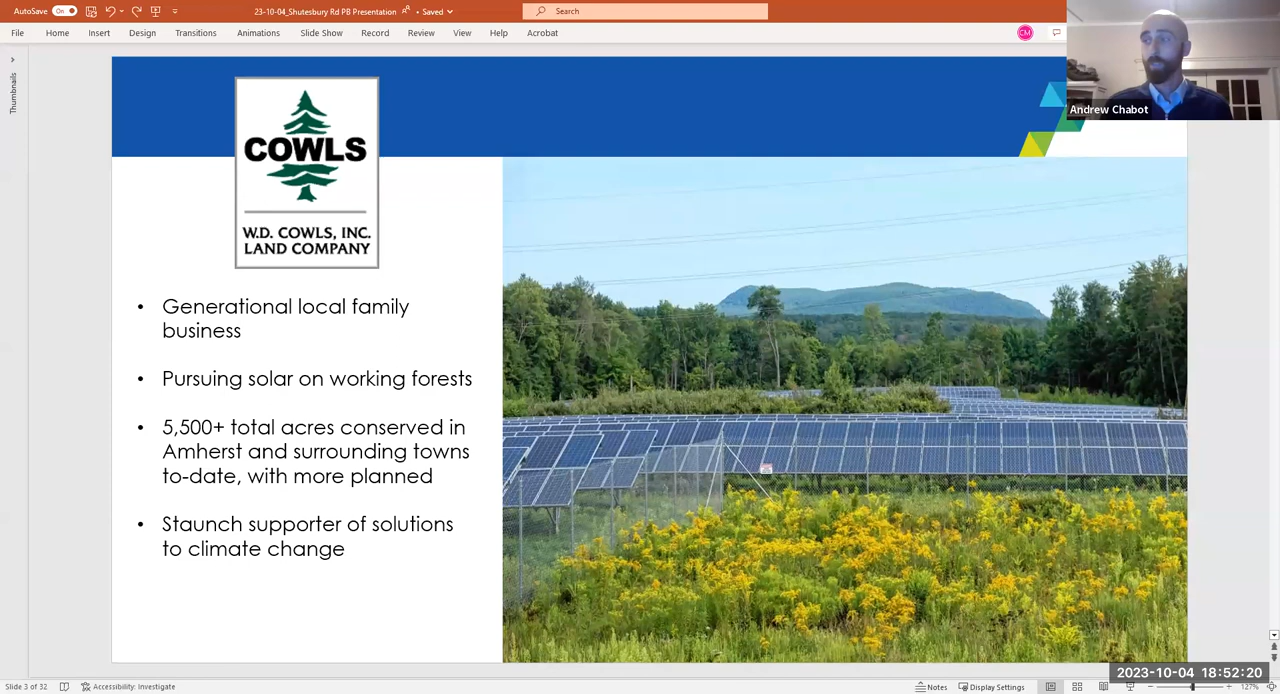 AutoSave On
23-10-04_Shutesbury Rd PB Presentation • Saved
Search
File Home Insert Design Transitions Animations Slide Show Record Review View Help Acrobat
CM
Thumbnails
Andrew Chabot
COWLS
W.D. COWLS, INC.
LAND COMPANY
• Generational local family
business
• Pursuing solar on working forests
• 5,500+ total acres conserved in
Amherst and surrounding towns
to-date, with more planned
• Staunch supporter of solutions
to climate change
2023-10-04 18:52:20
Slide 3 of 32 Accessibility: Investigate Notes Display Settings 127%